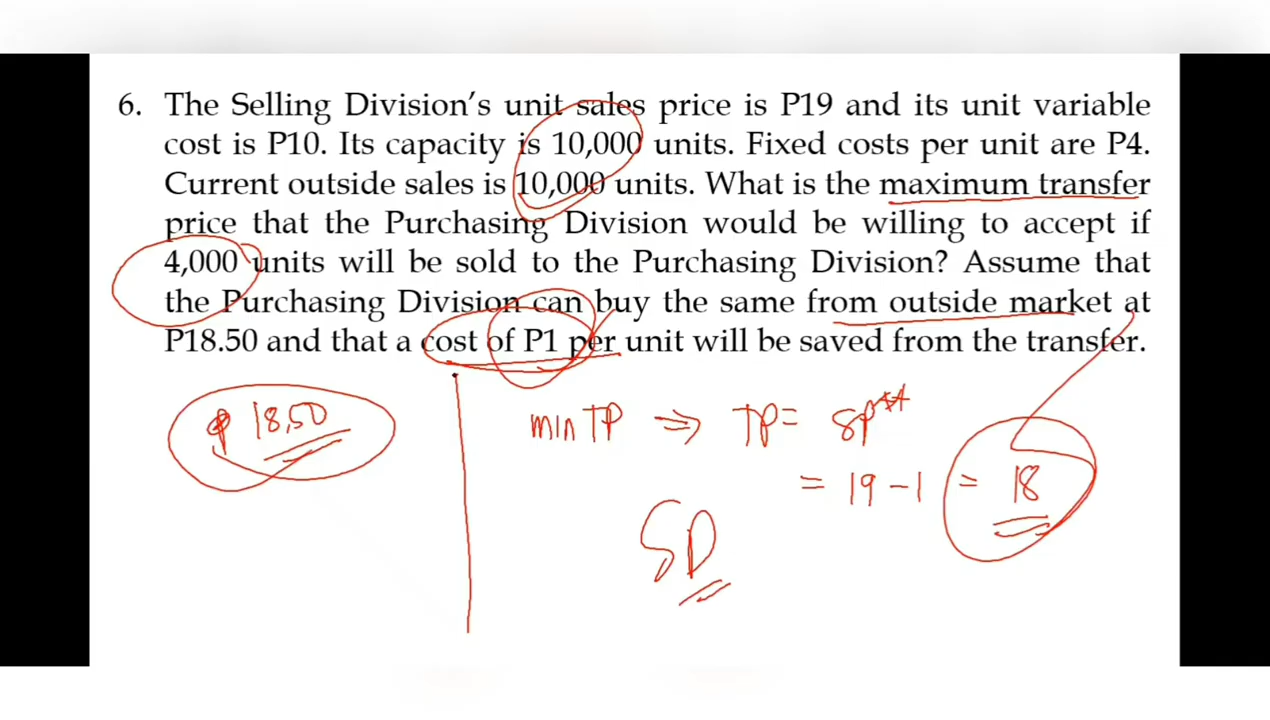 6. The Selling Division's unit sales price is P19 and its unit variable
cost is P10. Its capacity is 10,000 units. Fixed costs per unit are P4.
Current outside sales is 10,000 units. What is the maximum transfer
price that the Purchasing Division would be willing to accept if
4,000 units will be sold to the Purchasing Division? Assume that
the Purchasing Division can buy the same from outside market at
P18.50 and that a cost of P1 per unit will be saved from the transfer.
₱ 18.50
min TP ⇒ TP = SP**
= 19 - 1 = 18
SD